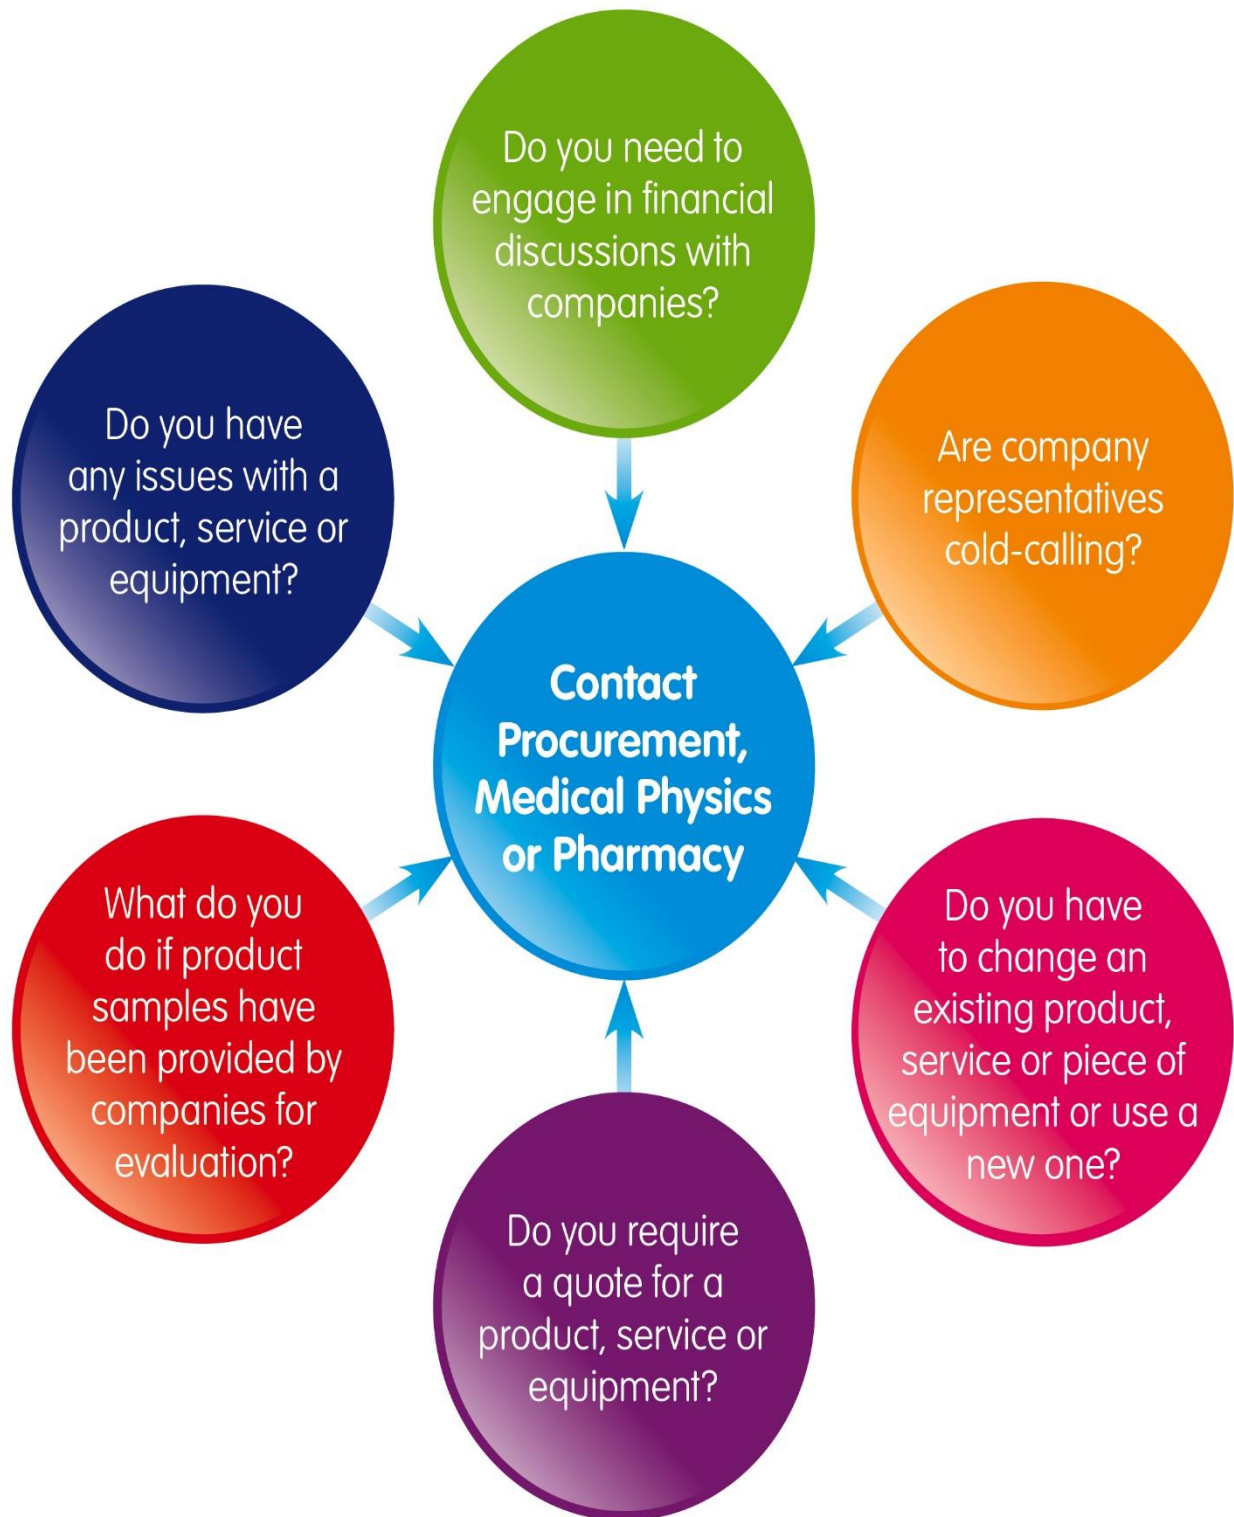 Do you need to
engage in financial
discussions with
companies?
Do you have
any issues with a
product, service or
equipment?
Are company
representatives
cold-calling?
Contact
Procurement,
Medical Physics
or Pharmacy
What do you
do if product
samples have
been provided by
companies for
evaluation?
Do you have
to change an
existing product,
service or piece of
equipment or use a
new one?
Do you require
a quote for a
product, service or
equipment?